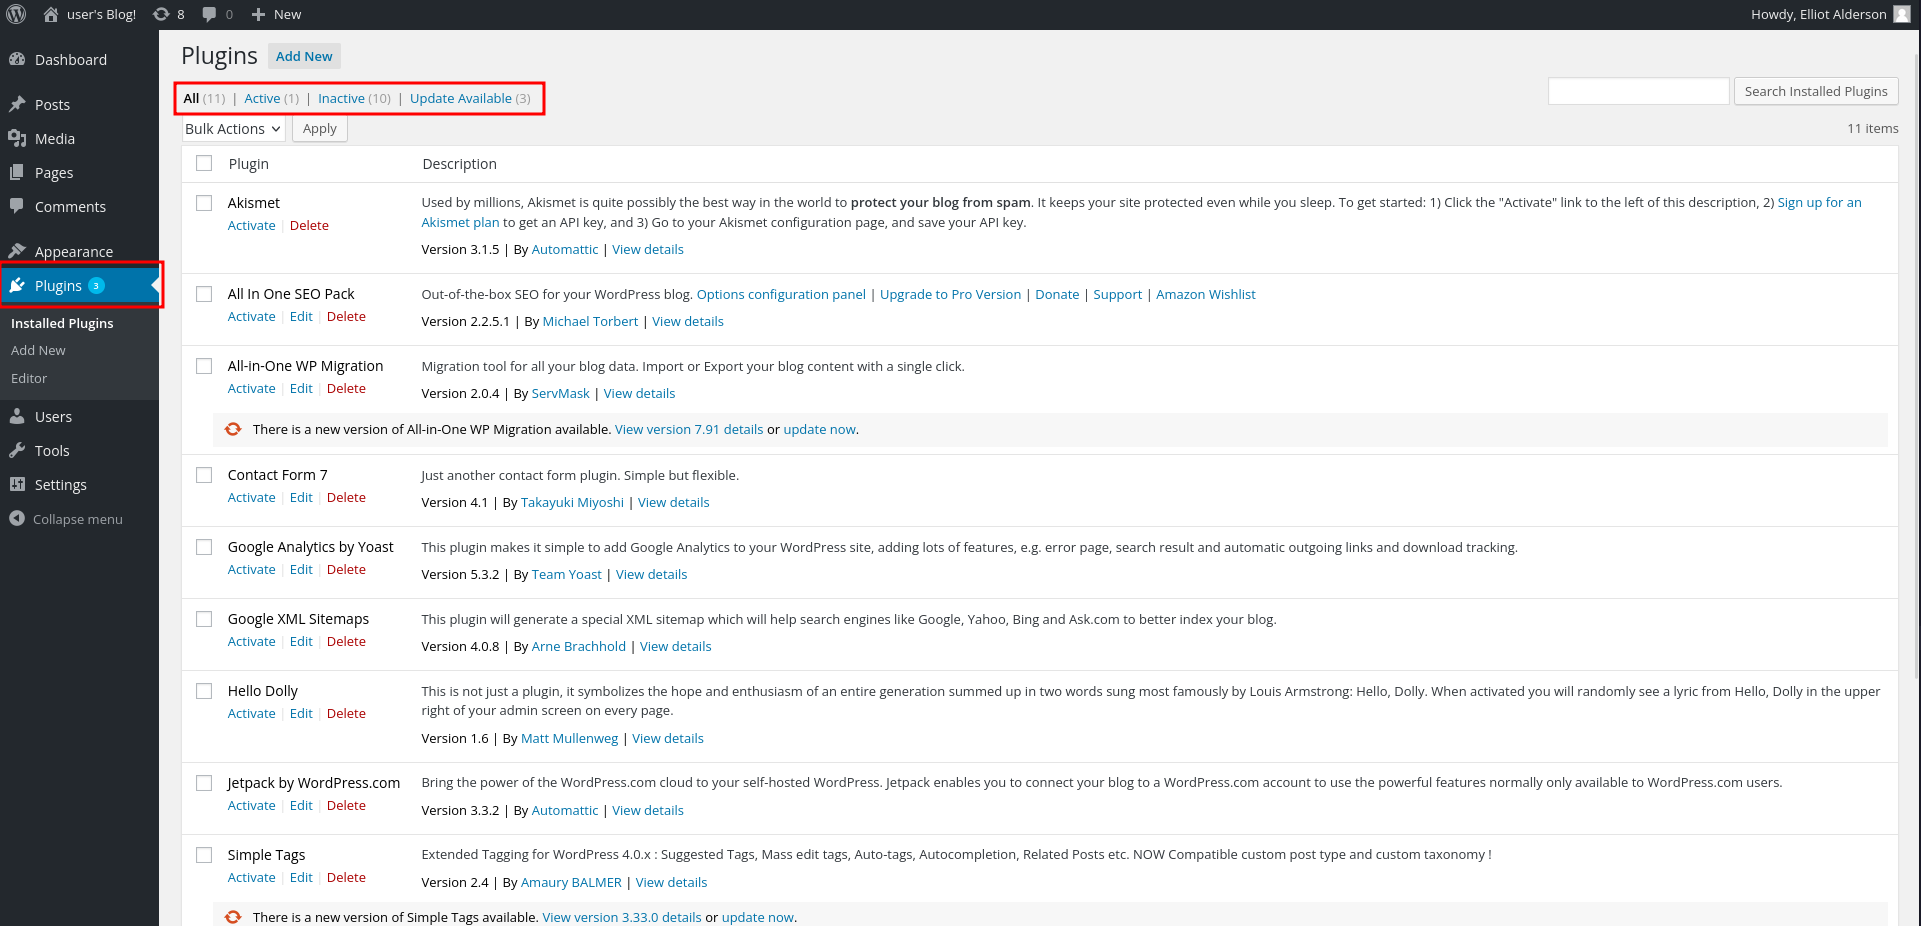 user's Blog! 8 0 New Howdy, Elliot Alderson
Dashboard
Posts
Media
Pages
Comments
Appearance
Plugins 3
Installed Plugins
Add New
Editor
Users
Tools
Settings
Collapse menu
Plugins Add New
All (11) | Active (1) | Inactive (10) | Update Available (3)
Search Installed Plugins
Bulk Actions Apply
11 items
Plugin Description
Akismet
Activate | Delete
Used by millions, Akismet is quite possibly the best way in the world to protect your blog from spam. It keeps your site protected even while you sleep. To get started: 1) Click the "Activate" link to the left of this description, 2) Sign up for an
Akismet plan to get an API key, and 3) Go to your Akismet configuration page, and save your API key.
Version 3.1.5 | By Automattic | View details
All In One SEO Pack
Activate | Edit | Delete
Out-of-the-box SEO for your WordPress blog. Options configuration panel | Upgrade to Pro Version | Donate | Support | Amazon Wishlist
Version 2.2.5.1 | By Michael Torbert | View details
All-in-One WP Migration
Activate | Edit | Delete
Migration tool for all your blog data. Import or Export your blog content with a single click.
Version 2.0.4 | By ServMask | View details
There is a new version of All-in-One WP Migration available. View version 7.91 details or update now.
Contact Form 7
Activate | Edit | Delete
Just another contact form plugin. Simple but flexible.
Version 4.1 | By Takayuki Miyoshi | View details
Google Analytics by Yoast
Activate | Edit | Delete
This plugin makes it simple to add Google Analytics to your WordPress site, adding lots of features, e.g. error page, search result and automatic outgoing links and download tracking.
Version 5.3.2 | By Team Yoast | View details
Google XML Sitemaps
Activate | Edit | Delete
This plugin will generate a special XML sitemap which will help search engines like Google, Yahoo, Bing and Ask.com to better index your blog.
Version 4.0.8 | By Arne Brachhold | View details
Hello Dolly
Activate | Edit | Delete
This is not just a plugin, it symbolizes the hope and enthusiasm of an entire generation summed up in two words sung most famously by Louis Armstrong: Hello, Dolly. When activated you will randomly see a lyric from Hello, Dolly in the upper
right of your admin screen on every page.
Version 1.6 | By Matt Mullenweg | View details
Jetpack by WordPress.com
Activate | Edit | Delete
Bring the power of the WordPress.com cloud to your self-hosted WordPress. Jetpack enables you to connect your blog to a WordPress.com account to use the powerful features normally only available to WordPress.com users.
Version 3.3.2 | By Automattic | View details
Simple Tags
Activate | Edit | Delete
Extended Tagging for WordPress 4.0.x : Suggested Tags, Mass edit tags, Auto-tags, Autocompletion, Related Posts etc. NOW Compatible custom post type and custom taxonomy !
Version 2.4 | By Amaury BALMER | View details
There is a new version of Simple Tags available. View version 3.33.0 details or update now.